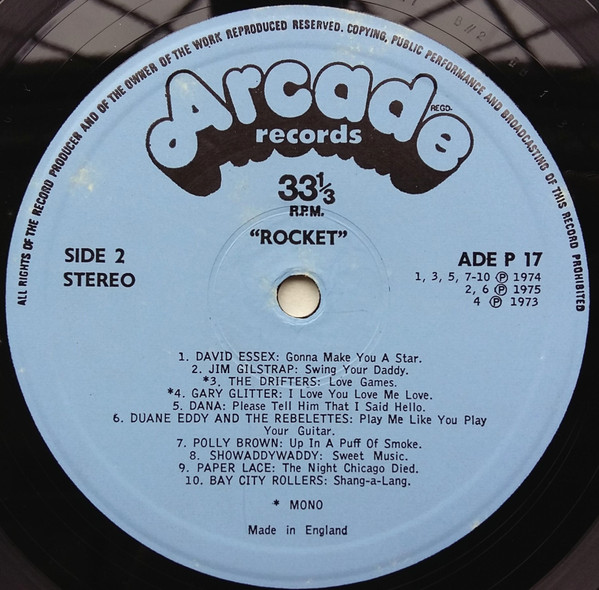 ALL RIGHTS OF THE RECORD PRODUCER AND OF THE OWNER OF THE WORK REPRODUCED RESERVED. COPYING, PUBLIC PERFORMANCE AND BROADCASTING OF THIS RECORD PROHIBITED
Arcade
REGD.
records
33⅓
R.P.M.
"ROCKET"
SIDE 2
STEREO
ADE P 17
1, 3, 5, 7-10 Ⓟ 1974
2, 6 Ⓟ 1975
4 Ⓟ 1973
1. DAVID ESSEX: Gonna Make You A Star.
2. JIM GILSTRAP: Swing Your Daddy.
*3. THE DRIFTERS: Love Games.
*4. GARY GLITTER: I Love You Love Me Love.
5. DANA: Please Tell Him That I Said Hello.
6. DUANE EDDY AND THE REBELETTES: Play Me Like You Play
Your Guitar.
7. POLLY BROWN: Up In A Puff Of Smoke.
8. SHOWADDYWADDY: Sweet Music.
9. PAPER LACE: The Night Chicago Died.
10. BAY CITY ROLLERS: Shang-a-Lang.
* MONO
Made in England